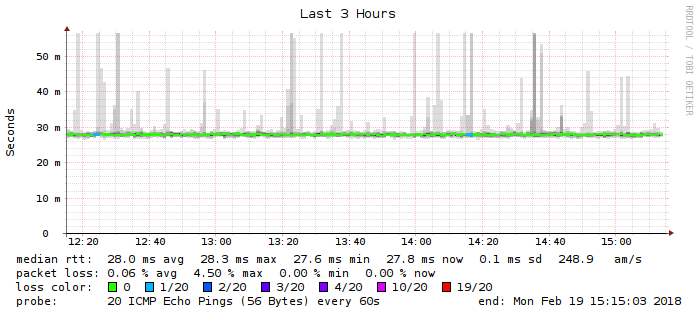 Last 3 Hours
RRDTOOL / TOBI OETIKER
Seconds
50 m
40 m
30 m
20 m
10 m
0
12:20 12:40 13:00 13:20 13:40 14:00 14:20 14:40 15:00
median rtt: 28.0 ms avg 28.3 ms max 27.6 ms min 27.8 ms now 0.1 ms sd 248.9 am/s
packet loss: 0.06 % avg 4.50 % max 0.00 % min 0.00 % now
loss color: 0 1/20 2/20 3/20 4/20 10/20 19/20
probe: 20 ICMP Echo Pings (56 Bytes) every 60s end: Mon Feb 19 15:15:03 2018